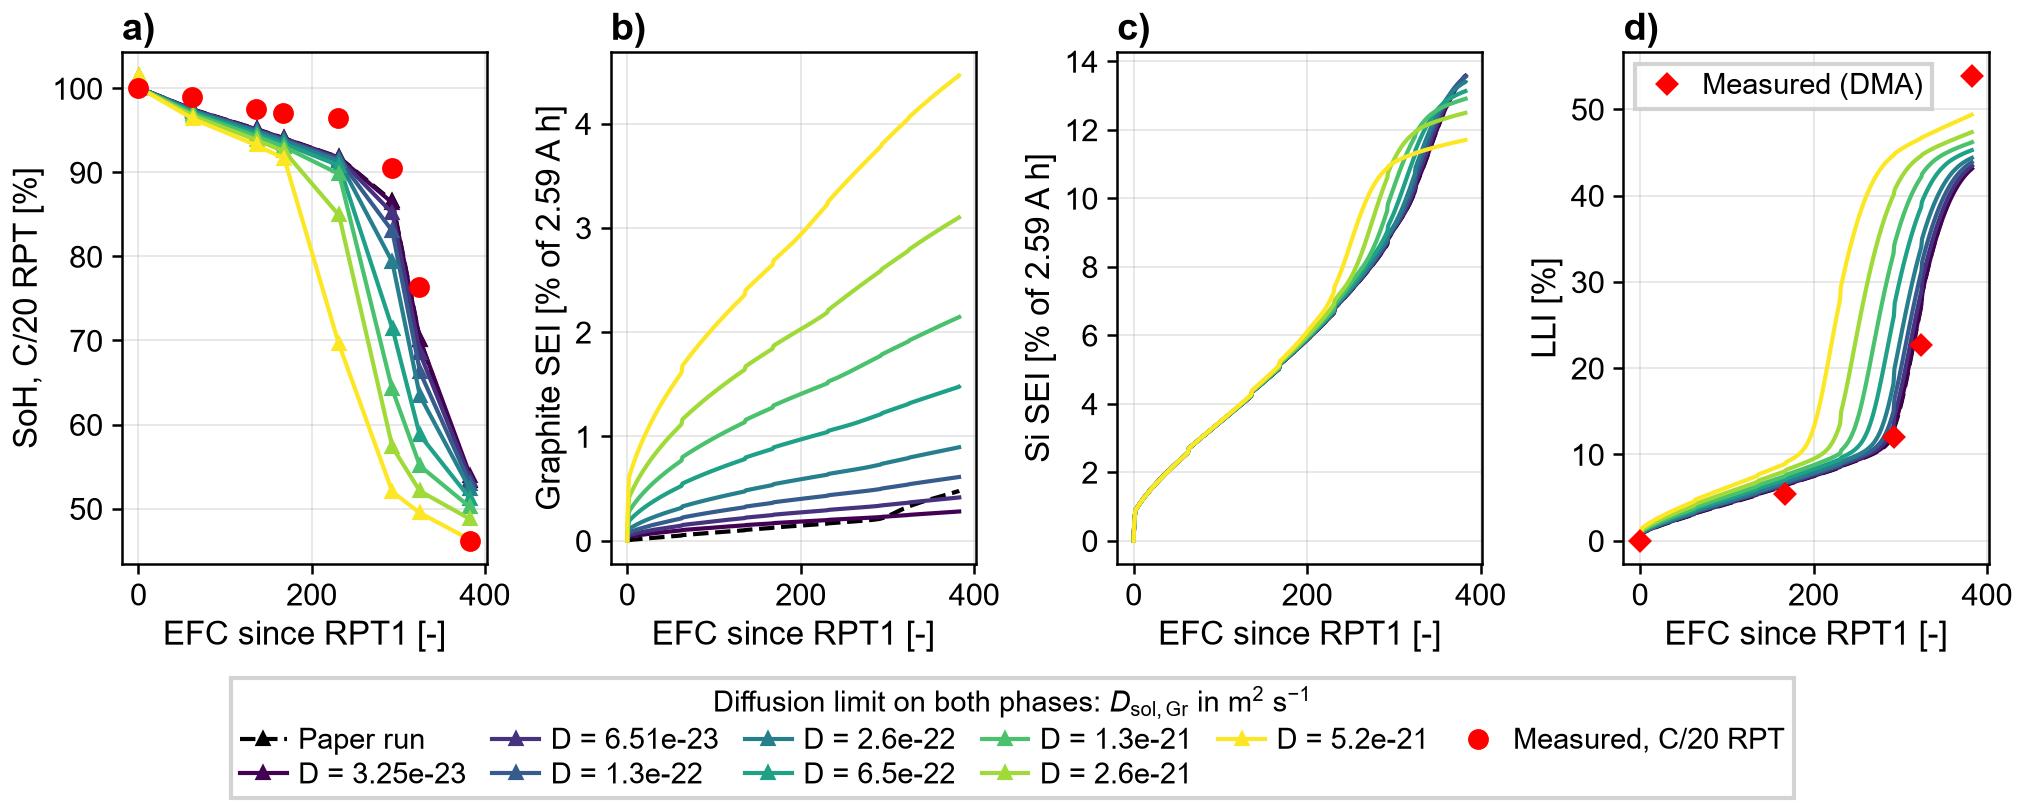 a)
b)
c)
d)
SoH, C/20 RPT [%]
100
90
80
70
60
50
0
200
400
EFC since RPT1 [-]
Graphite SEI [% of 2.59 A h]
4
3
2
1
0
0
200
400
EFC since RPT1 [-]
Si SEI [% of 2.59 A h]
14
12
10
8
6
4
2
0
0
200
400
EFC since RPT1 [-]
LLI [%]
Measured (DMA)
50
40
30
20
10
0
0
200
400
EFC since RPT1 [-]
Diffusion limit on both phases: D_sol, Gr in m² s⁻¹
Paper run
D = 6.51e-23
D = 2.6e-22
D = 1.3e-21
D = 5.2e-21
Measured, C/20 RPT
D = 3.25e-23
D = 1.3e-22
D = 6.5e-22
D = 2.6e-21